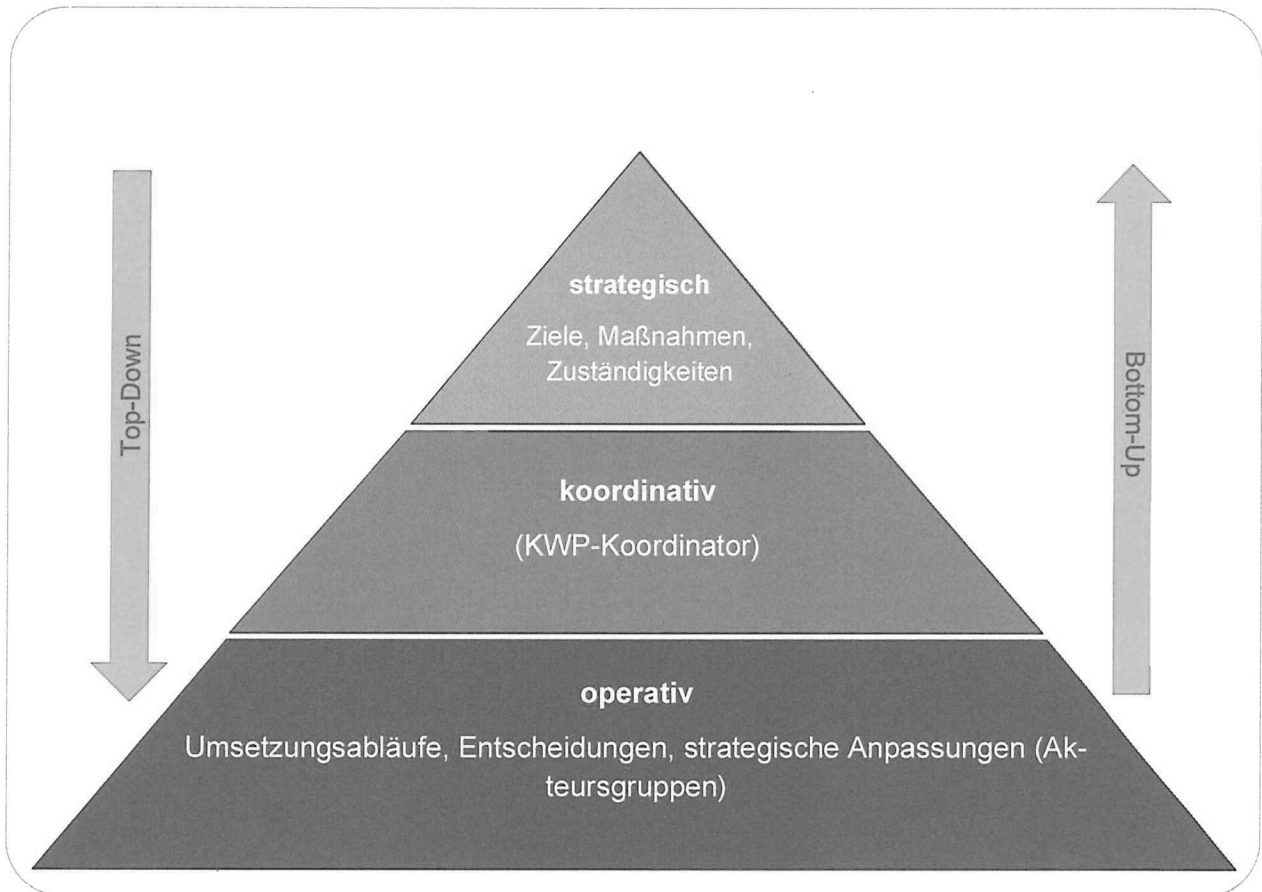 Top-Down
strategisch
Ziele, Maßnahmen,
Zuständigkeiten
koordinativ
(KWP-Koordinator)
operativ
Umsetzungsabläufe, Entscheidungen, strategische Anpassungen (Ak-
teursgruppen)
Bottom-Up